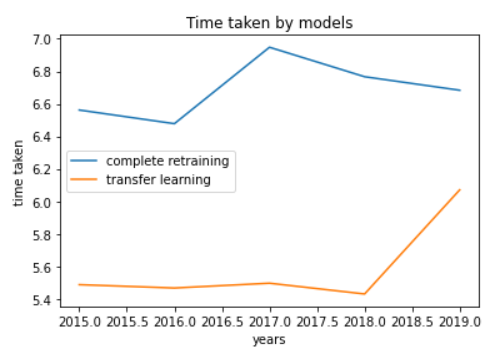 Time taken by models
7.0
6.8
6.6
6.4
6.2
6.0
5.8
5.6
5.4
time taken
complete retraining
transfer learning
2015.0 2015.5 2016.0 2016.5 2017.0 2017.5 2018.0 2018.5 2019.0
years